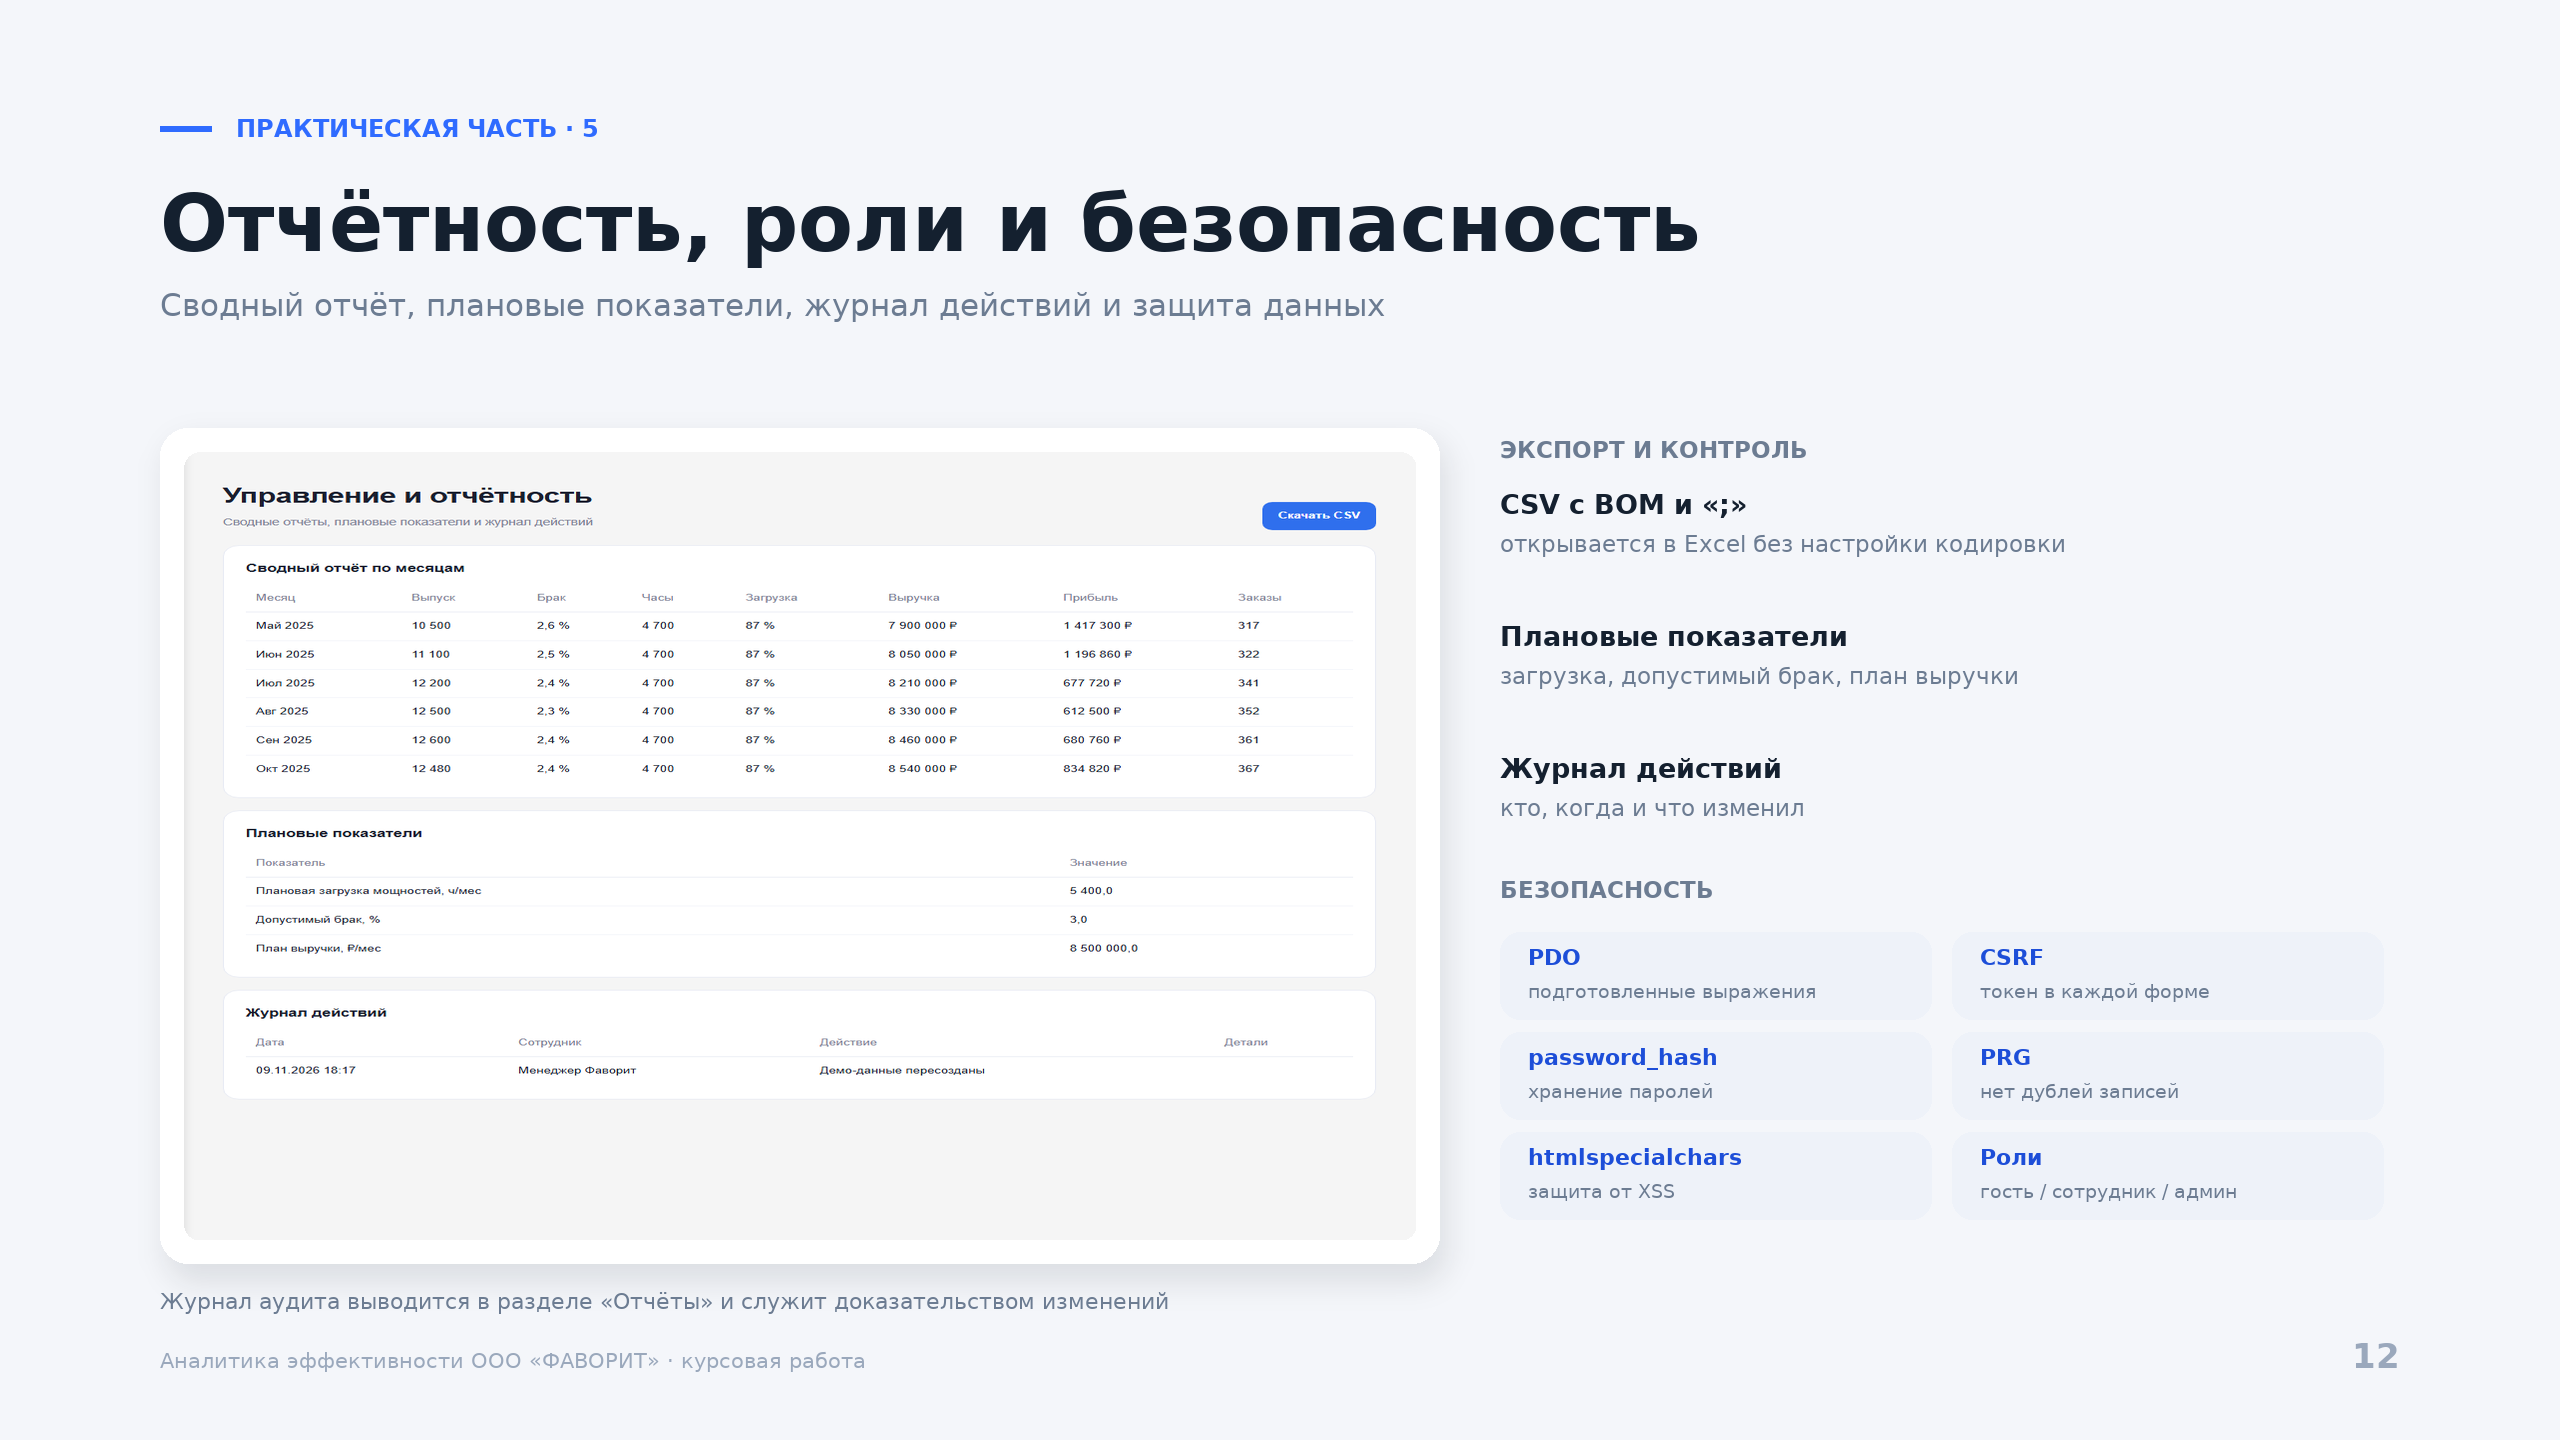 ПРАКТИЧЕСКАЯ ЧАСТЬ · 5
Отчётность, роли и безопасность
Сводный отчёт, плановые показатели, журнал действий и защита данных
Управление и отчётность
Сводные отчёты, плановые показатели и журнал действий
Скачать CSV
Сводный отчёт по месяцам
Месяц Выпуск Брак Часы Загрузка Выручка Прибыль Заказы
Май 2025 10 500 2,6 % 4 700 87 % 7 900 000 ₽ 1 417 300 ₽ 317
Июн 2025 11 100 2,5 % 4 700 87 % 8 050 000 ₽ 1 196 860 ₽ 322
Июл 2025 12 200 2,4 % 4 700 87 % 8 210 000 ₽ 677 720 ₽ 341
Авг 2025 12 500 2,3 % 4 700 87 % 8 330 000 ₽ 612 500 ₽ 352
Сен 2025 12 600 2,4 % 4 700 87 % 8 460 000 ₽ 680 760 ₽ 361
Окт 2025 12 480 2,4 % 4 700 87 % 8 540 000 ₽ 834 820 ₽ 367
Плановые показатели
Показатель Значение
Плановая загрузка мощностей, ч/мес 5 400,0
Допустимый брак, % 3,0
План выручки, ₽/мес 8 500 000,0
Журнал действий
Дата Сотрудник Действие Детали
09.11.2026 18:17 Менеджер Фаворит Демо-данные пересозданы
Журнал аудита выводится в разделе «Отчёты» и служит доказательством изменений
ЭКСПОРТ И КОНТРОЛЬ
CSV с BOM и «;»
открывается в Excel без настройки кодировки
Плановые показатели
загрузка, допустимый брак, план выручки
Журнал действий
кто, когда и что изменил
БЕЗОПАСНОСТЬ
PDO
подготовленные выражения
CSRF
токен в каждой форме
password_hash
хранение паролей
PRG
нет дублей записей
htmlspecialchars
защита от XSS
Роли
гость / сотрудник / админ
Аналитика эффективности ООО «ФАВОРИТ» · курсовая работа
12